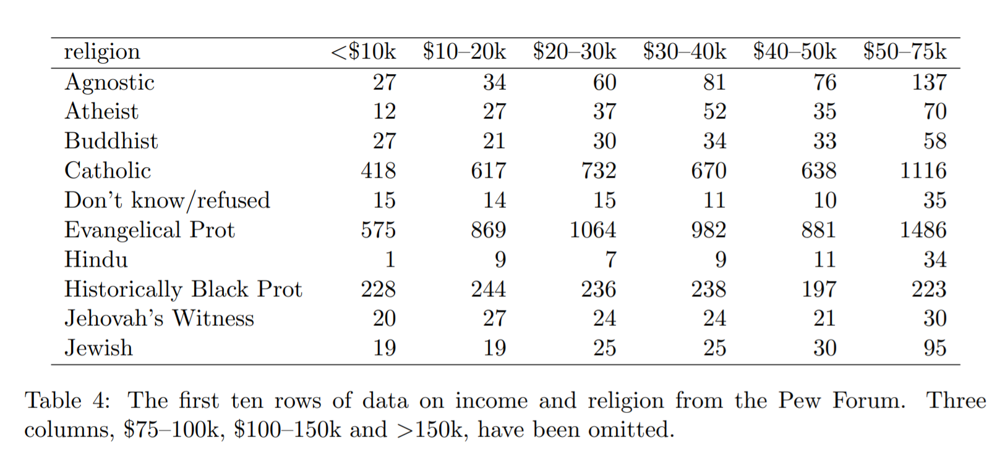 religion <$10k $10–20k $20–30k $30–40k $40–50k $50–75k
Agnostic 27 34 60 81 76 137
Atheist 12 27 37 52 35 70
Buddhist 27 21 30 34 33 58
Catholic 418 617 732 670 638 1116
Don’t know/refused 15 14 15 11 10 35
Evangelical Prot 575 869 1064 982 881 1486
Hindu 1 9 7 9 11 34
Historically Black Prot 228 244 236 238 197 223
Jehovah’s Witness 20 27 24 24 21 30
Jewish 19 19 25 25 30 95
Table 4: The first ten rows of data on income and religion from the Pew Forum. Three
columns, $75–100k, $100–150k and >150k, have been omitted.